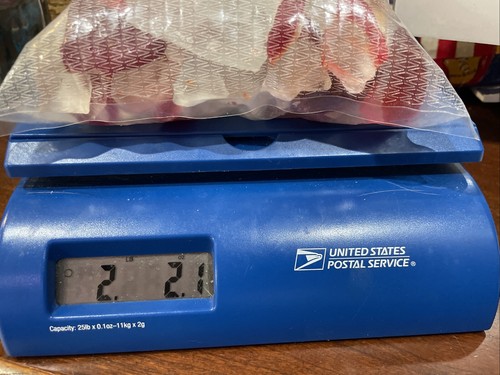 LB OZ
2. 2.1
UNITED STATES
POSTAL SERVICE®
Capacity: 25lb x 0.1oz-11kg x 2g